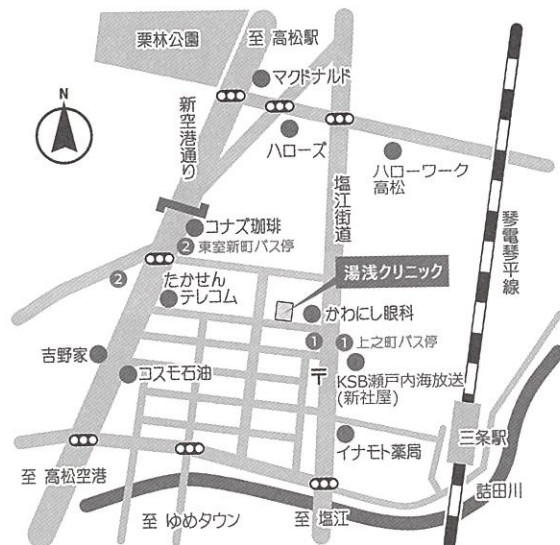 栗林公園
至 高松駅
マクドナルド
N
新空港通り
ハローズ
塩江街道
ハローワーク
高松
琴電琴平線
コナズ珈琲
2
東室新町バス停
2
湯浅クリニック
たかせん
テレコム
かわにし眼科
1
1
上之町バス停
吉野家
コスモ石油
〒
KSB瀬戸内海放送
(新社屋)
イナモト薬局
三条駅
詰田川
至 高松空港
至 ゆめタウン
至 塩江